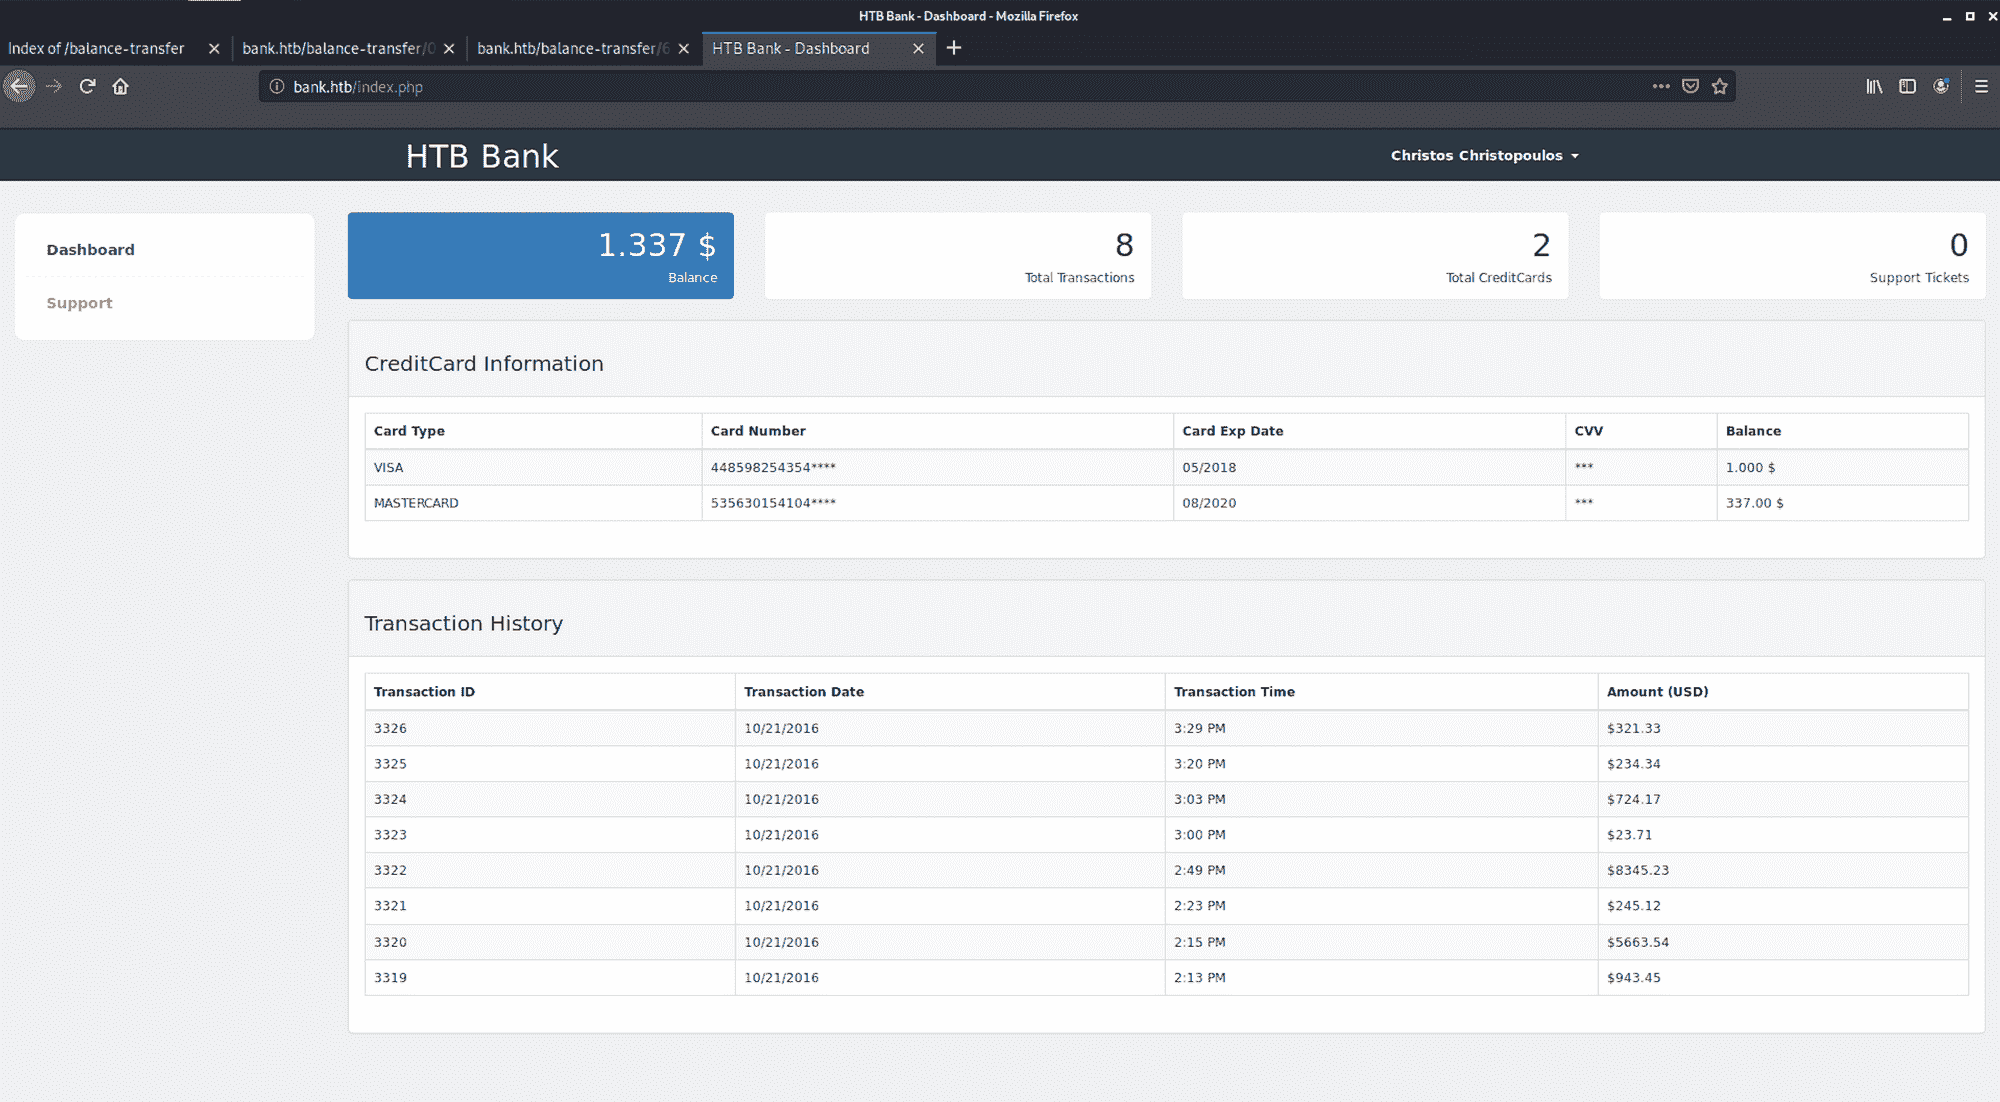 HTB Bank - Dashboard - Mozilla Firefox
Index of /balance-transfer bank.htb/balance-transfer/ bank.htb/balance-transfer/6 HTB Bank - Dashboard
bank.htb/index.php
HTB Bank Christos Christopoulos
Dashboard
Support
1.337 $ 8 2 0
Balance Total Transactions Total CreditCards Support Tickets
CreditCard Information
Card Type Card Number Card Exp Date CVV Balance
VISA 448598254354**** 05/2018 *** 1.000 $
MASTERCARD 535630154104**** 08/2020 *** 337.00 $
Transaction History
Transaction ID Transaction Date Transaction Time Amount (USD)
3326 10/21/2016 3:29 PM $321.33
3325 10/21/2016 3:20 PM $234.34
3324 10/21/2016 3:03 PM $724.17
3323 10/21/2016 3:00 PM $23.71
3322 10/21/2016 2:49 PM $8345.23
3321 10/21/2016 2:23 PM $245.12
3320 10/21/2016 2:15 PM $5663.54
3319 10/21/2016 2:13 PM $943.45